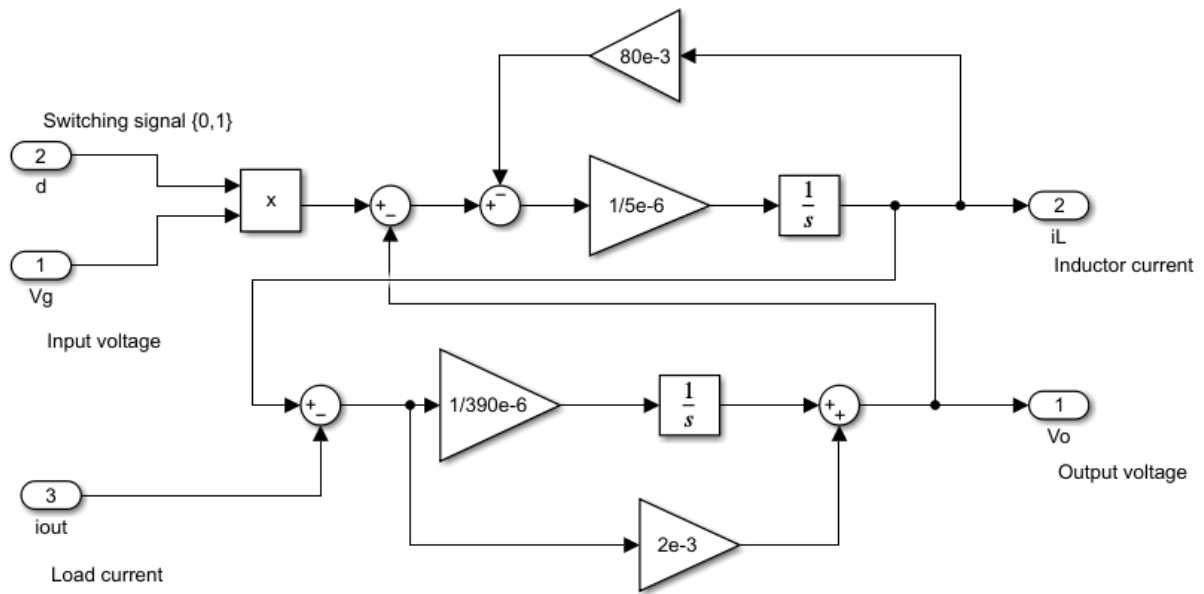 80e-3
Switching signal {0,1}
2
d
x
+
−
+
−
1/5e-6
1
s
2
iL
Inductor current
1
Vg
Input voltage
+
−
1/390e-6
1
s
+
+
1
Vo
Output voltage
3
iout
Load current
2e-3